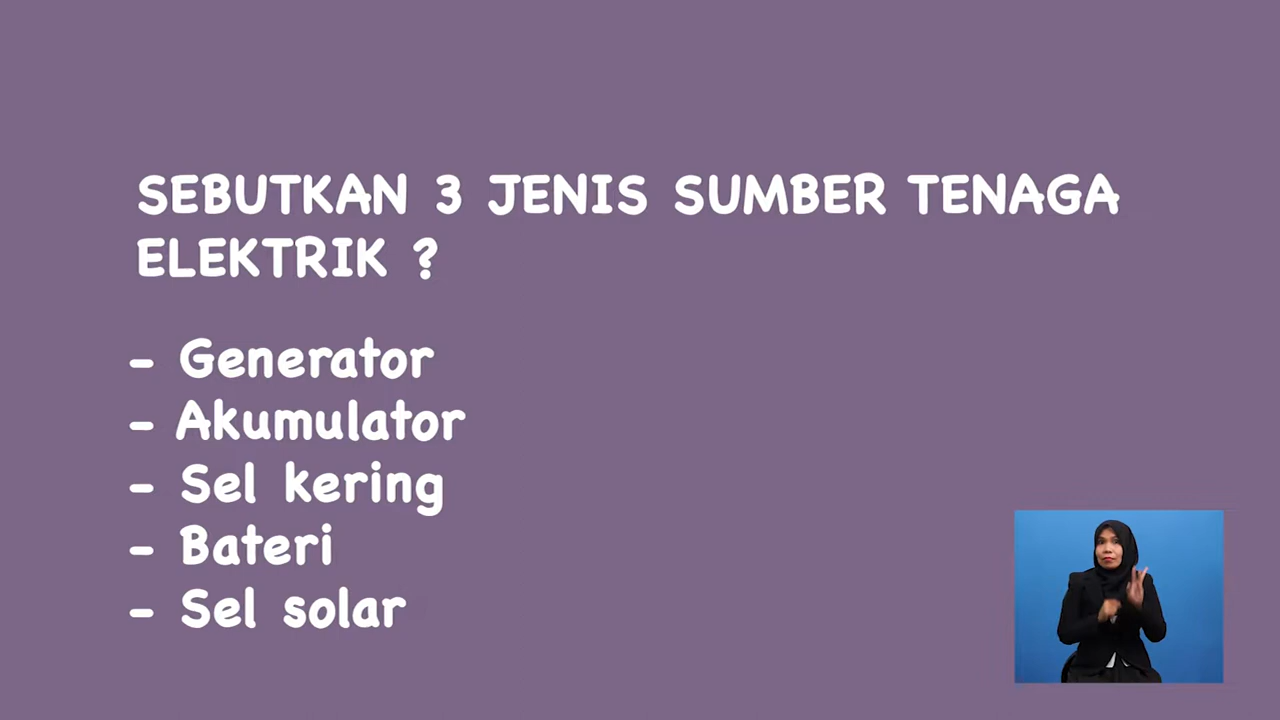 SEBUTKAN 3 JENIS SUMBER TENAGA
ELEKTRIK ?
- Generator
- Akumulator
- Sel kering
- Bateri
- Sel solar